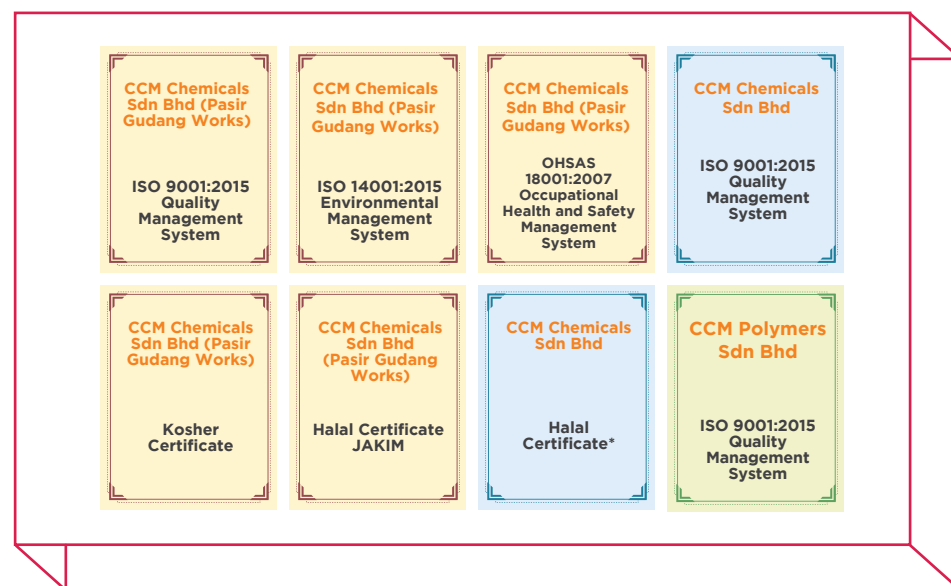 CCM Chemicals
Sdn Bhd (Pasir
Gudang Works)
ISO 9001:2015
Quality
Management
System
CCM Chemicals
Sdn Bhd (Pasir
Gudang Works)
ISO 14001:2015
Environmental
Management
System
CCM Chemicals
Sdn Bhd (Pasir
Gudang Works)
OHSAS
18001:2007
Occupational
Health and Safety
Management
System
CCM Chemicals
Sdn Bhd
ISO 9001:2015
Quality
Management
System
CCM Chemicals
Sdn Bhd (Pasir
Gudang Works)
Kosher
Certificate
CCM Chemicals
Sdn Bhd
(Pasir Gudang
Works)
Halal Certificate
JAKIM
CCM Chemicals
Sdn Bhd
Halal
Certificate*
CCM Polymers
Sdn Bhd
ISO 9001:2015
Quality
Management
System